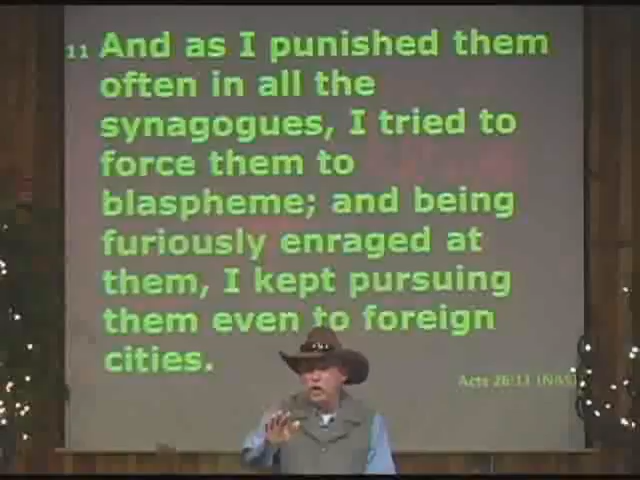 11 And as I punished them
often in all the
synagogues, I tried to
force them to
blaspheme; and being
furiously enraged at
them, I kept pursuing
them even to foreign
cities.
Acts 26:11 (NAS)